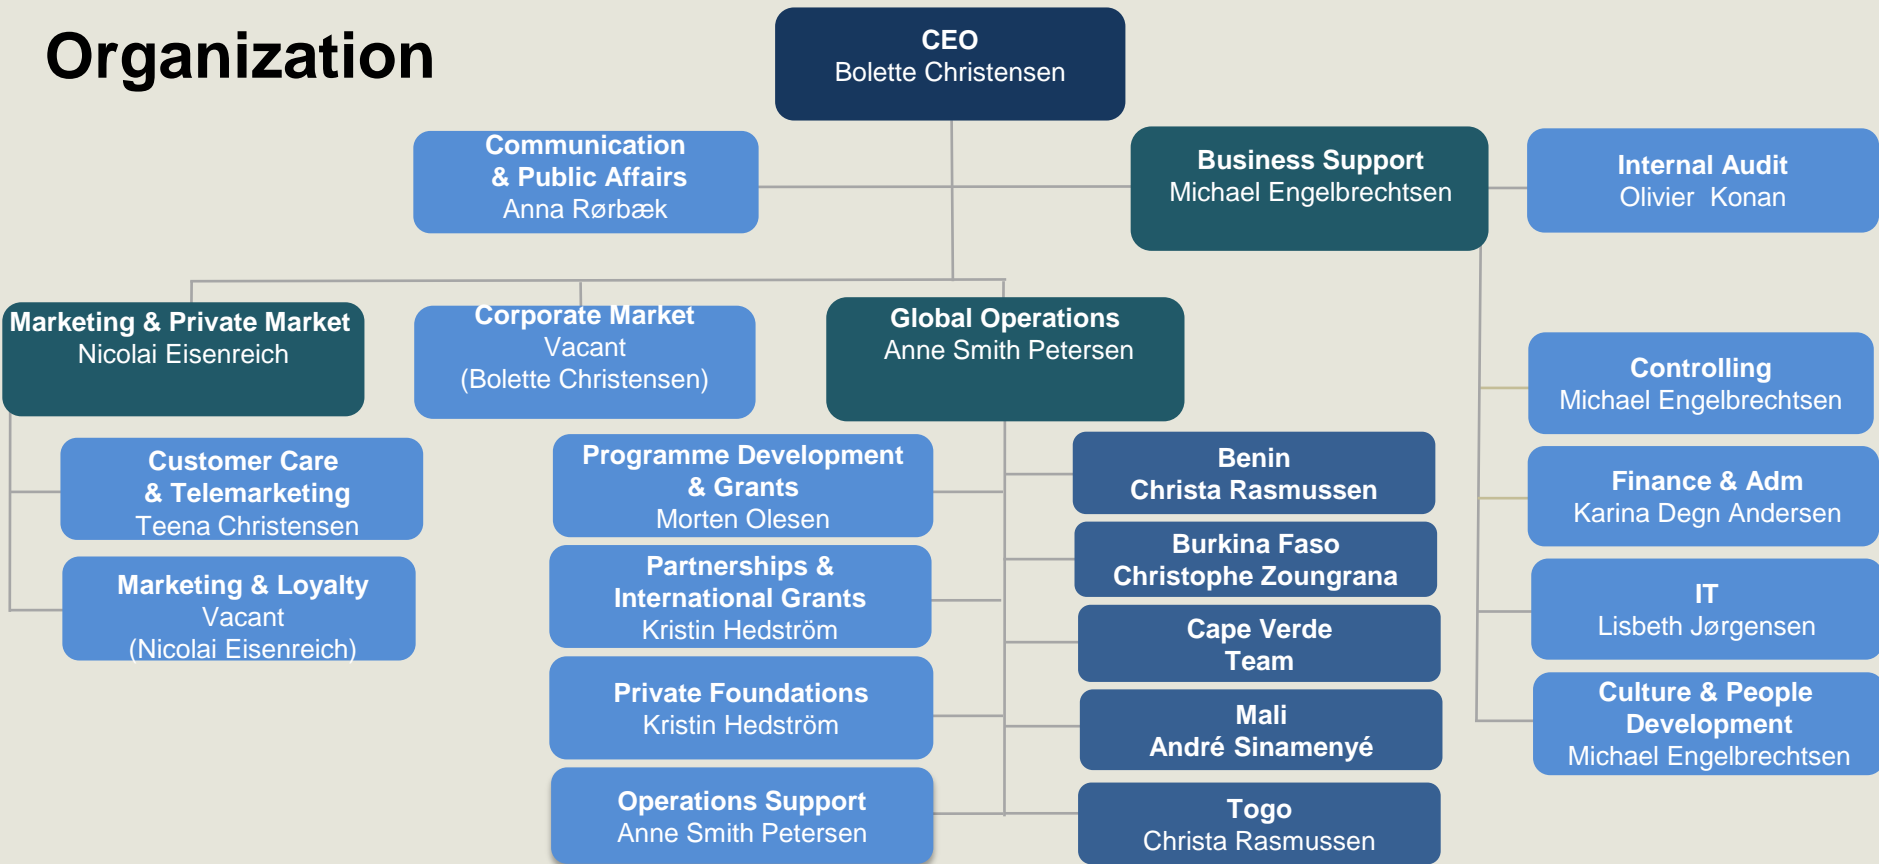 Organization
CEO
Bolette Christensen
Communication
& Public Affairs
Anna Rørbæk
Business Support
Michael Engelbrechtsen
Internal Audit
Olivier  Konan
Marketing & Private Market
Nicolai Eisenreich
Corporate Market
Vacant
(Bolette Christensen)
Global Operations
Anne Smith Petersen
Customer Care
& Telemarketing
Teena Christensen
Marketing & Loyalty
Vacant
(Nicolai Eisenreich)
Programme Development
& Grants
Morten Olesen
Partnerships &
International Grants
Kristin Hedström
Private Foundations
Kristin Hedström
Operations Support
Anne Smith Petersen
Benin
Christa Rasmussen
Burkina Faso
Christophe Zoungrana
Cape Verde
Team
Mali
André Sinamenyé
Togo
Christa Rasmussen
Controlling
Michael Engelbrechtsen
Finance & Adm
Karina Degn Andersen
IT
Lisbeth Jørgensen
Culture & People
Development
Michael Engelbrechtsen